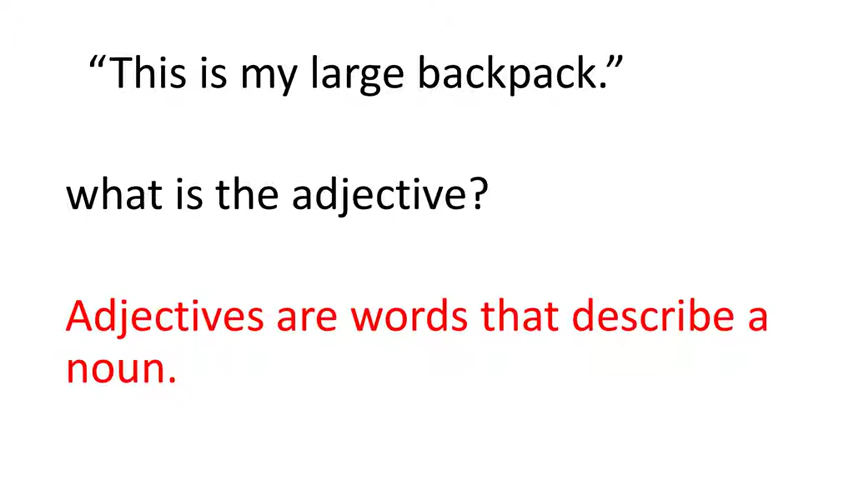 “This is my large backpack.”
what is the adjective?
Adjectives are words that describe a
noun.